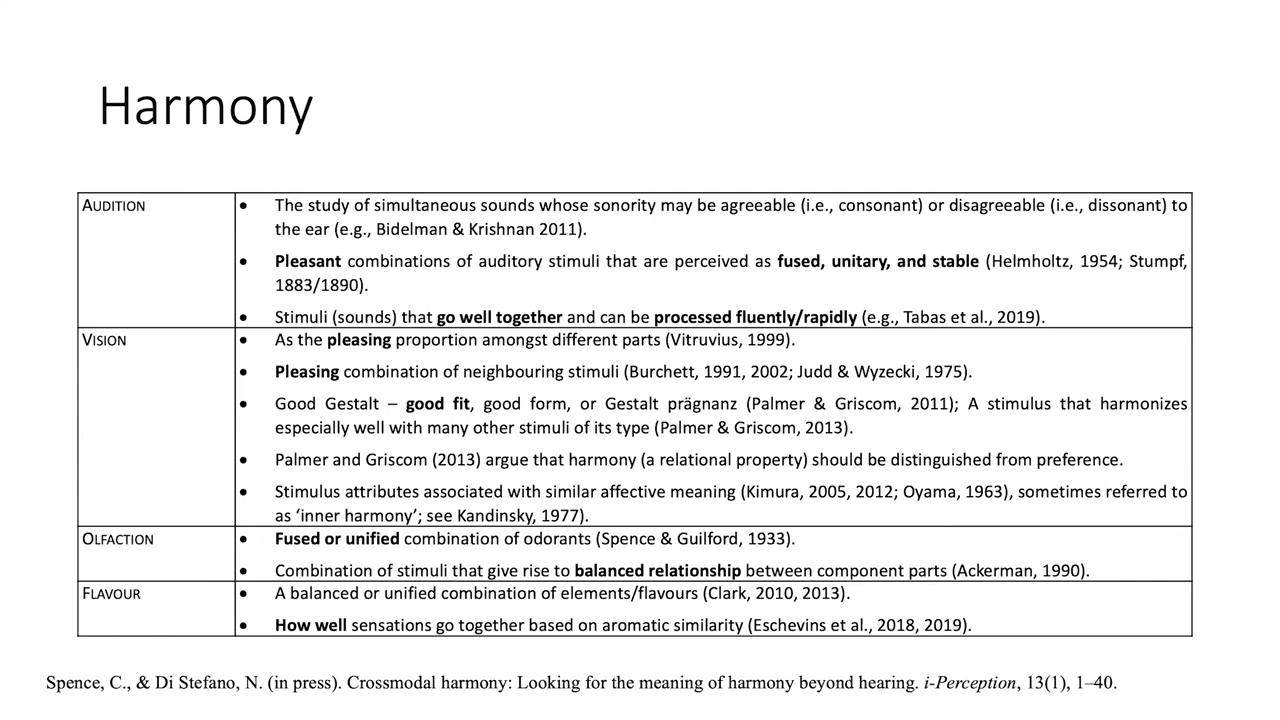 Harmony
AUDITION
• The study of simultaneous sounds whose sonority may be agreeable (i.e., consonant) or disagreeable (i.e., dissonant) to
the ear (e.g., Bidelman & Krishnan 2011).
• Pleasant combinations of auditory stimuli that are perceived as fused, unitary, and stable (Helmholtz, 1954; Stumpf,
1883/1890).
• Stimuli (sounds) that go well together and can be processed fluently/rapidly (e.g., Tabas et al., 2019).
VISION
• As the pleasing proportion amongst different parts (Vitruvius, 1999).
• Pleasing combination of neighbouring stimuli (Burchett, 1991, 2002; Judd & Wyzecki, 1975).
• Good Gestalt – good fit, good form, or Gestalt prägnanz (Palmer & Griscom, 2011); A stimulus that harmonizes
especially well with many other stimuli of its type (Palmer & Griscom, 2013).
• Palmer and Griscom (2013) argue that harmony (a relational property) should be distinguished from preference.
• Stimulus attributes associated with similar affective meaning (Kimura, 2005, 2012; Oyama, 1963), sometimes referred to
as ‘inner harmony’; see Kandinsky, 1977).
OLFACTION
• Fused or unified combination of odorants (Spence & Guilford, 1933).
• Combination of stimuli that give rise to balanced relationship between component parts (Ackerman, 1990).
FLAVOUR
• A balanced or unified combination of elements/flavours (Clark, 2010, 2013).
• How well sensations go together based on aromatic similarity (Eschevins et al., 2018, 2019).
Spence, C., & Di Stefano, N. (in press). Crossmodal harmony: Looking for the meaning of harmony beyond hearing. i-Perception, 13(1), 1–40.